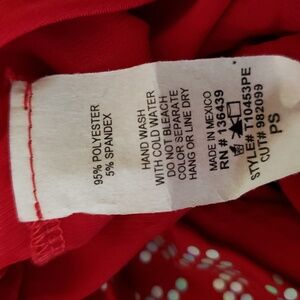 95% POLYESTER
5% SPANDEX
HAND WASH
WITH COLD WATER
DO NOT BLEACH
COLOR SEPARATE
HANG OR LINE DRY
MADE IN MEXICO
RN # 136439
STYLE# T10453PE
CUT# 982099
PS